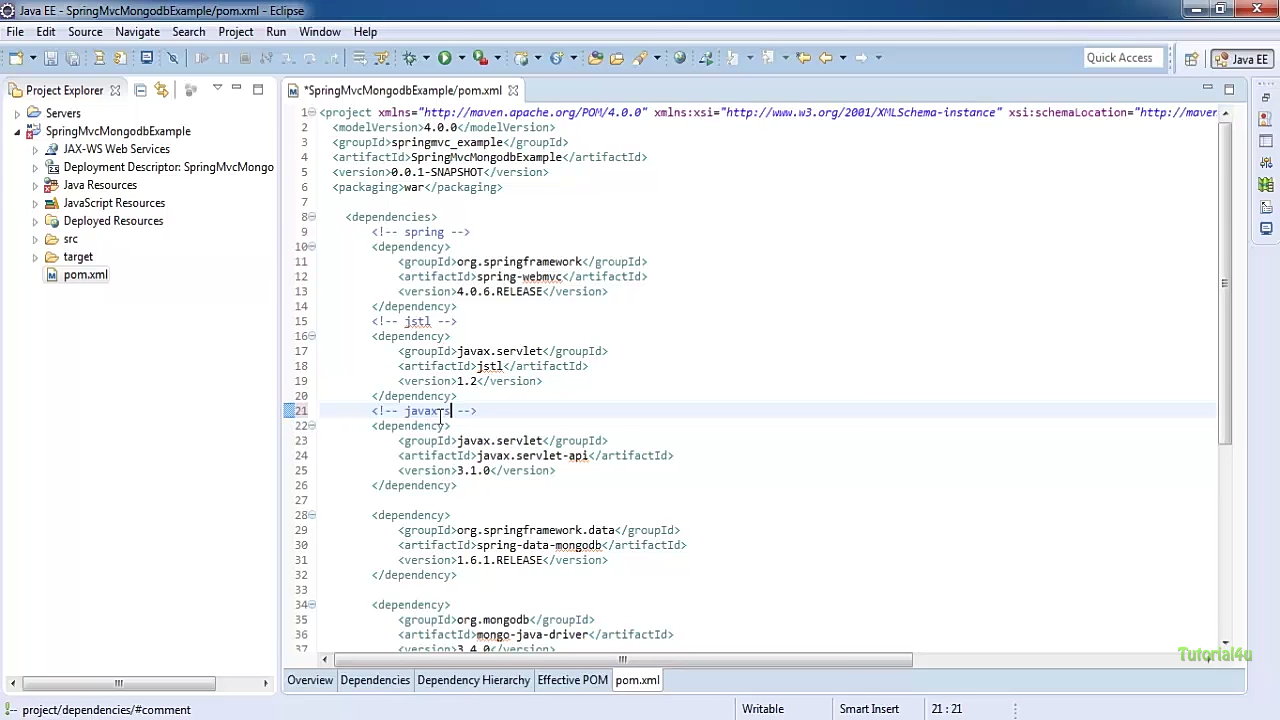 Java EE - SpringMvcMongodbExample/pom.xml - Eclipse
File Edit Source Navigate Search Project Run Window Help
Quick Access
Java EE
Project Explorer
Servers
SpringMvcMongodbExample
JAX-WS Web Services
Deployment Descriptor: SpringMvcMongo
Java Resources
JavaScript Resources
Deployed Resources
src
target
pom.xml
*SpringMvcMongodbExample/pom.xml
1 <project xmlns="http://maven.apache.org/POM/4.0.0" xmlns:xsi="http://www.w3.org/2001/XMLSchema-instance" xsi:schemaLocation="http://maven
2 <modelVersion>4.0.0</modelVersion>
3 <groupId>springmvc_example</groupId>
4 <artifactId>SpringMvcMongodbExample</artifactId>
5 <version>0.0.1-SNAPSHOT</version>
6 <packaging>war</packaging>
7
8 <dependencies>
9 <!-- spring -->
10 <dependency>
11 <groupId>org.springframework</groupId>
12 <artifactId>spring-webmvc</artifactId>
13 <version>4.0.6.RELEASE</version>
14 </dependency>
15 <!-- jstl -->
16 <dependency>
17 <groupId>javax.servlet</groupId>
18 <artifactId>jstl</artifactId>
19 <version>1.2</version>
20 </dependency>
21 <!-- javax s -->
22 <dependency>
23 <groupId>javax.servlet</groupId>
24 <artifactId>javax.servlet-api</artifactId>
25 <version>3.1.0</version>
26 </dependency>
27
28 <dependency>
29 <groupId>org.springframework.data</groupId>
30 <artifactId>spring-data-mongodb</artifactId>
31 <version>1.6.1.RELEASE</version>
32 </dependency>
33
34 <dependency>
35 <groupId>org.mongodb</groupId>
36 <artifactId>mongo-java-driver</artifactId>
37 <version>3.4.0</version>
Tutorial4u
Overview Dependencies Dependency Hierarchy Effective POM pom.xml
project/dependencies/#comment
Writable
Smart Insert
21 : 21